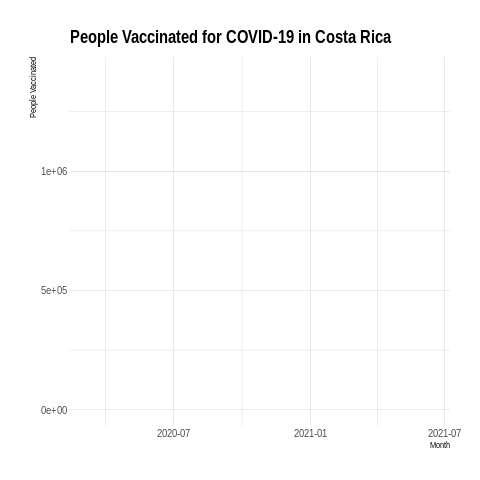 People Vaccinated for COVID-19 in Costa Rica
People Vaccinated
1e+06
5e+05
0e+00
2020-07
2021-01
2021-07
Month